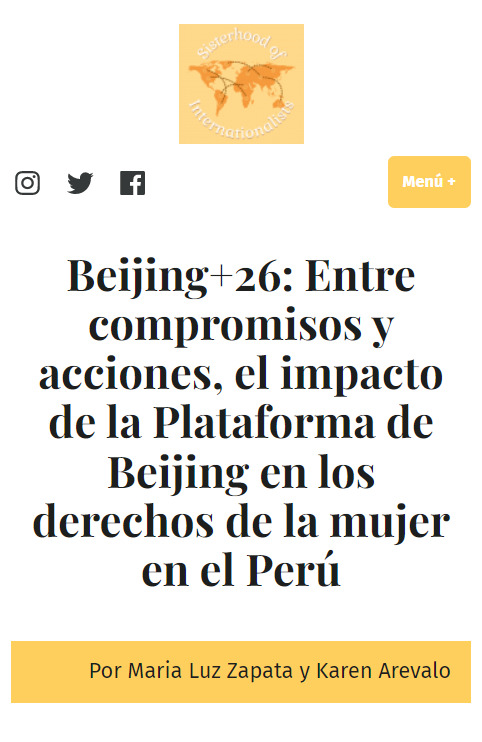 Sisterhood of
Internationalists
Menú +
Beijing+26: Entre
compromisos y
acciones, el impacto
de la Plataforma de
Beijing en los
derechos de la mujer
en el Perú
Por Maria Luz Zapata y Karen Arevalo